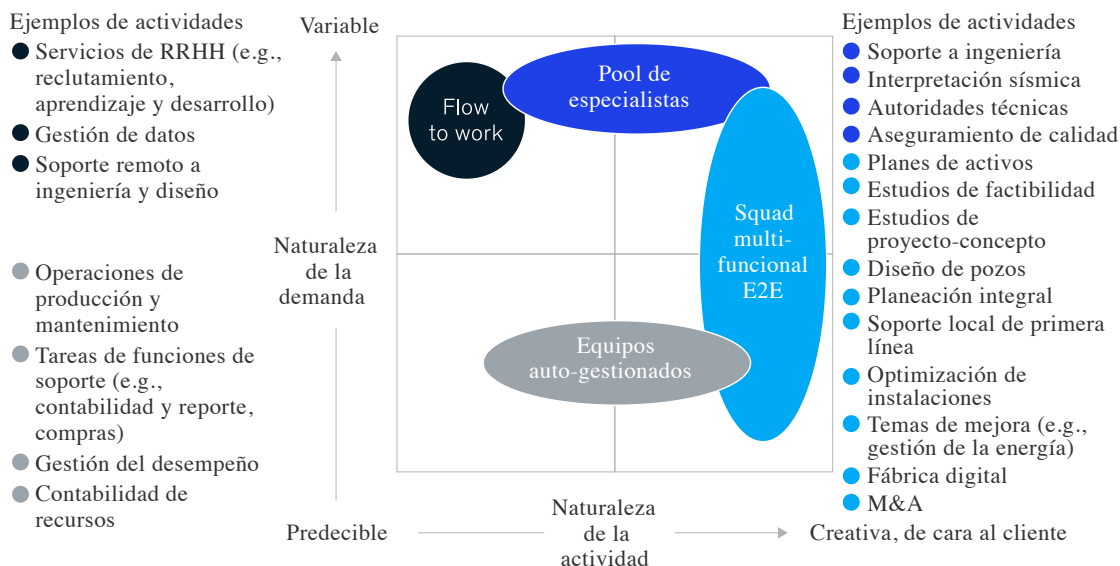 Ejemplos de actividades
Servicios de RRHH (e.g.,
reclutamiento,
aprendizaje y desarrollo)
Gestión de datos
Soporte remoto a
ingeniería y diseño
Operaciones de
producción y
mantenimiento
Tareas de funciones de
soporte (e.g.,
contabilidad y reporte,
compras)
Gestión del desempeño
Contabilidad de
recursos
Variable
Naturaleza
de la
demanda
Predecible
Flow
to work
Pool de
especialistas
Squad
multi-
funcional
E2E
Equipos
auto-gestionados
Naturaleza
de la
actividad
Creativa, de cara al cliente
Ejemplos de actividades
Soporte a ingeniería
Interpretación sísmica
Autoridades técnicas
Aseguramiento de calidad
Planes de activos
Estudios de factibilidad
Estudios de
proyecto-concepto
Diseño de pozos
Planeación integral
Soporte local de primera
línea
Optimización de
instalaciones
Temas de mejora (e.g.,
gestión de la energía)
Fábrica digital
M&A